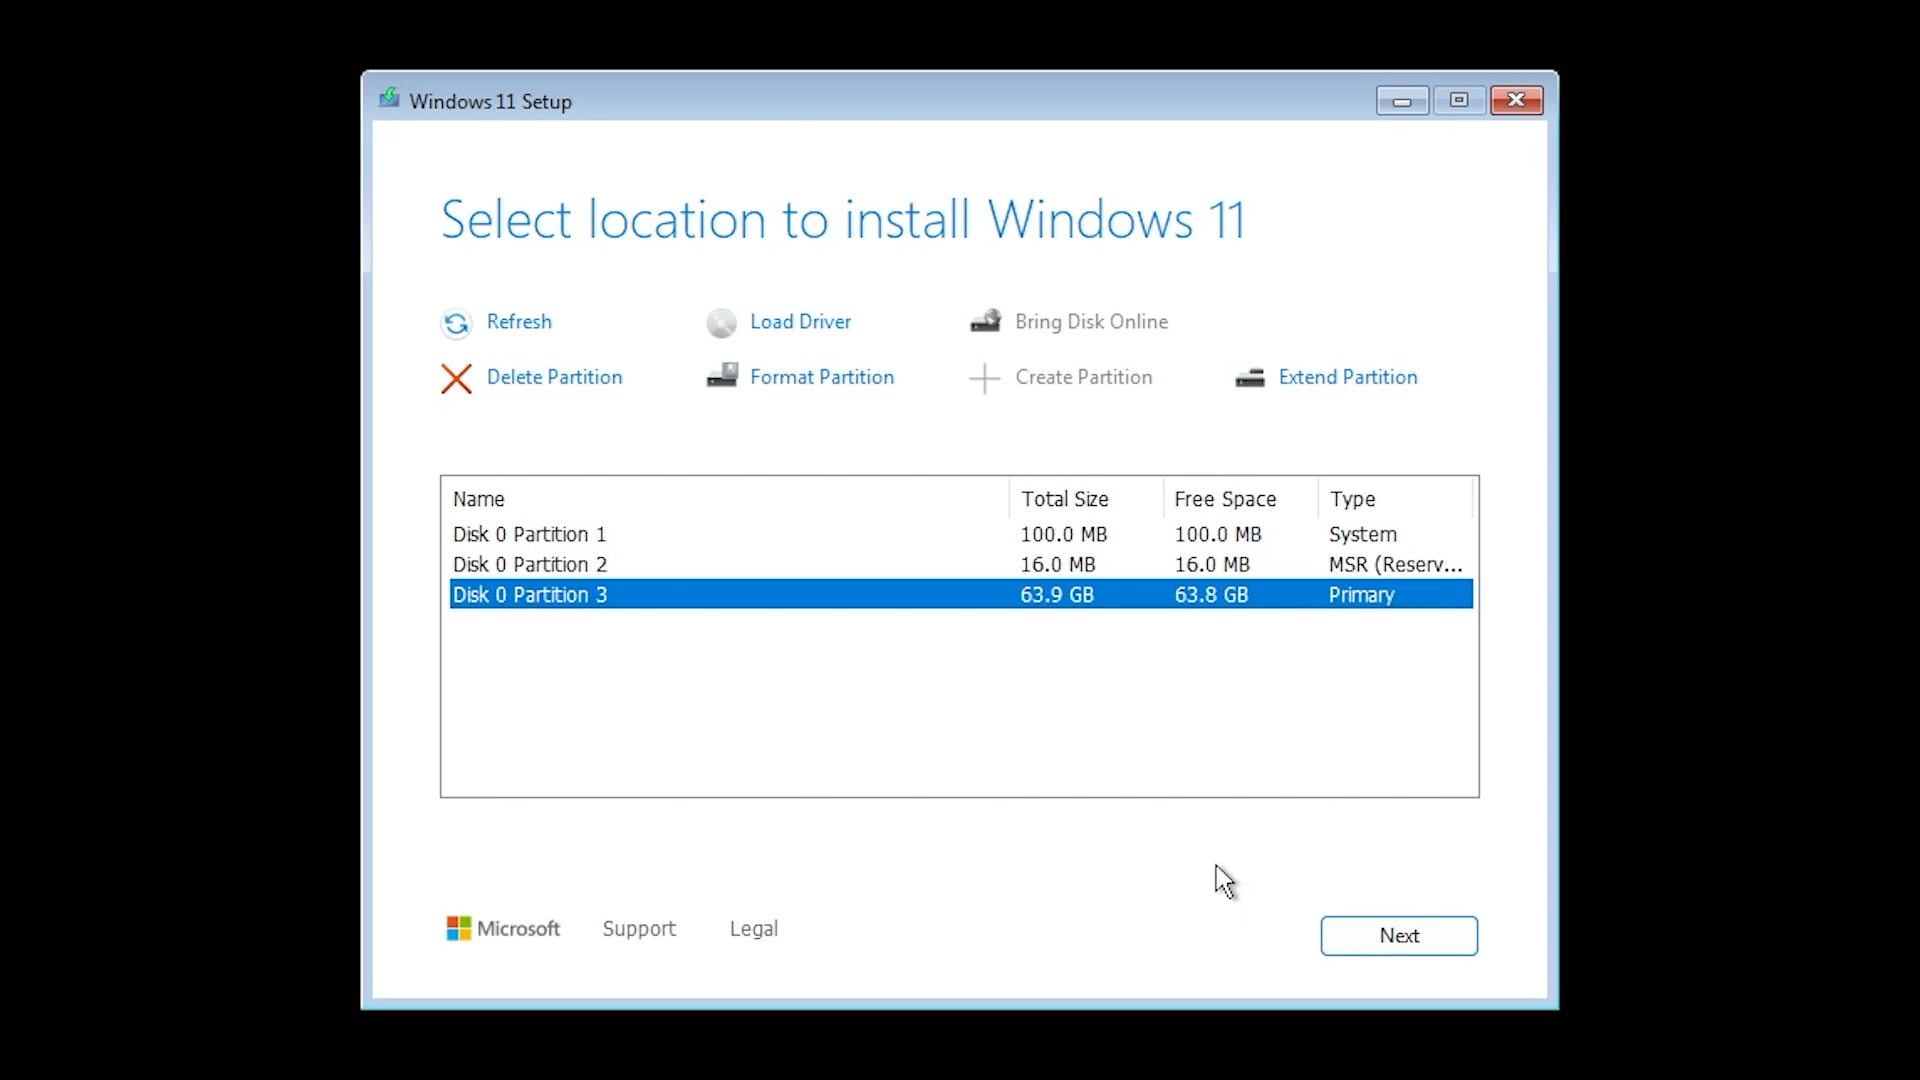 Windows 11 Setup
Select location to install Windows 11
Refresh
Load Driver
Bring Disk Online
Delete Partition
Format Partition
Create Partition
Extend Partition
Name Total Size Free Space Type
Disk 0 Partition 1 100.0 MB 100.0 MB System
Disk 0 Partition 2 16.0 MB 16.0 MB MSR (Reserv...
Disk 0 Partition 3 63.9 GB 63.8 GB Primary
Microsoft Support Legal
Next